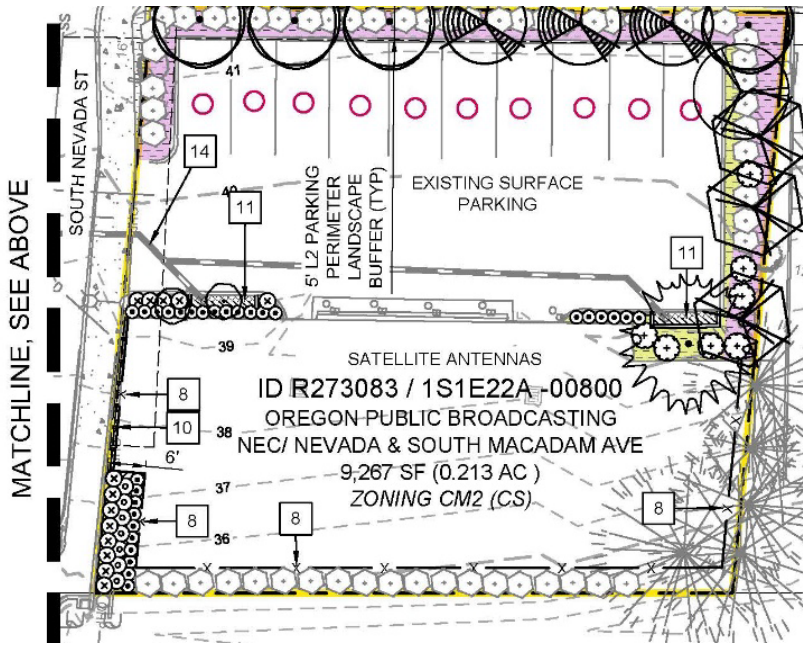 MATCHLINE, SEE ABOVE
SOUTH NEVADA ST
16"
41
14
40
11
5' L2 PARKING
PERIMETER
LANDSCAPE
BUFFER (TYP)
EXISTING SURFACE
PARKING
11
39
SATELLITE ANTENNAS
ID R273083 / 1S1E22A -00800
OREGON PUBLIC BROADCASTING
NEC/ NEVADA & SOUTH MACADAM AVE
9,267 SF (0.213 AC )
ZONING CM2 (CS)
8
10
38
6'
37
8
36
8
8